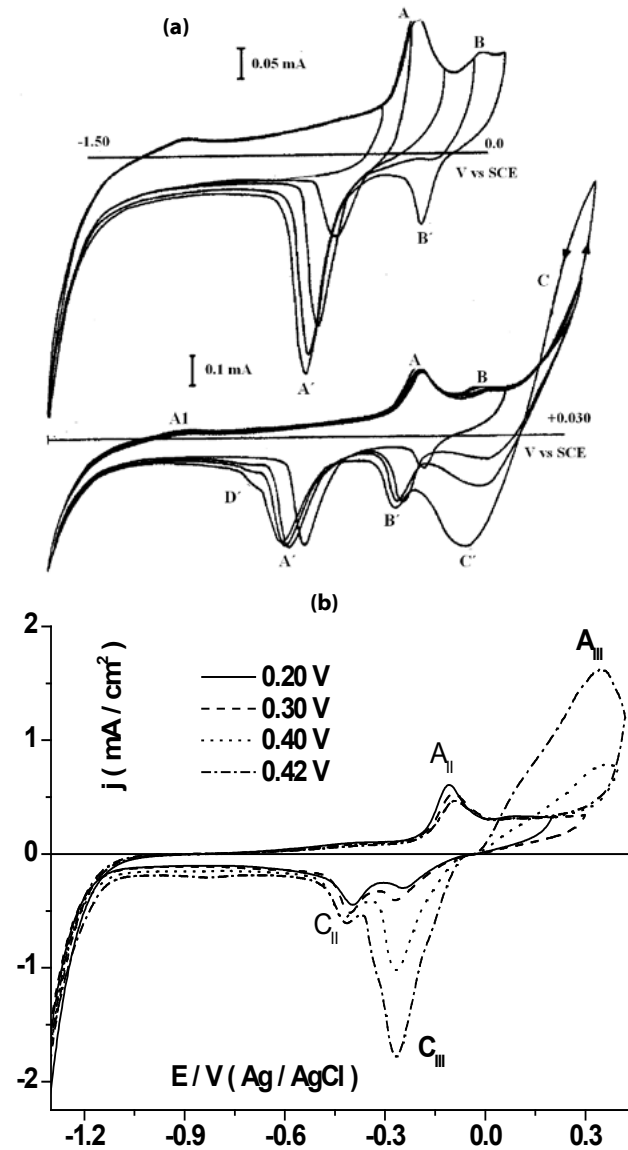 (a)
A
B
0.05 mA
-1.50
0.0
V vs SCE
B´
A´
C
0.1 mA
A
B
A1
+0.030
V vs SCE
D´
B´
A´
C´
(b)
2
1
0
-1
-2
j ( mA / cm²)
0.20 V
0.30 V
0.40 V
0.42 V
A_III
A_II
C_II
C_III
E / V ( Ag / AgCl)
-1.2 -0.9 -0.6 -0.3 0.0 0.3